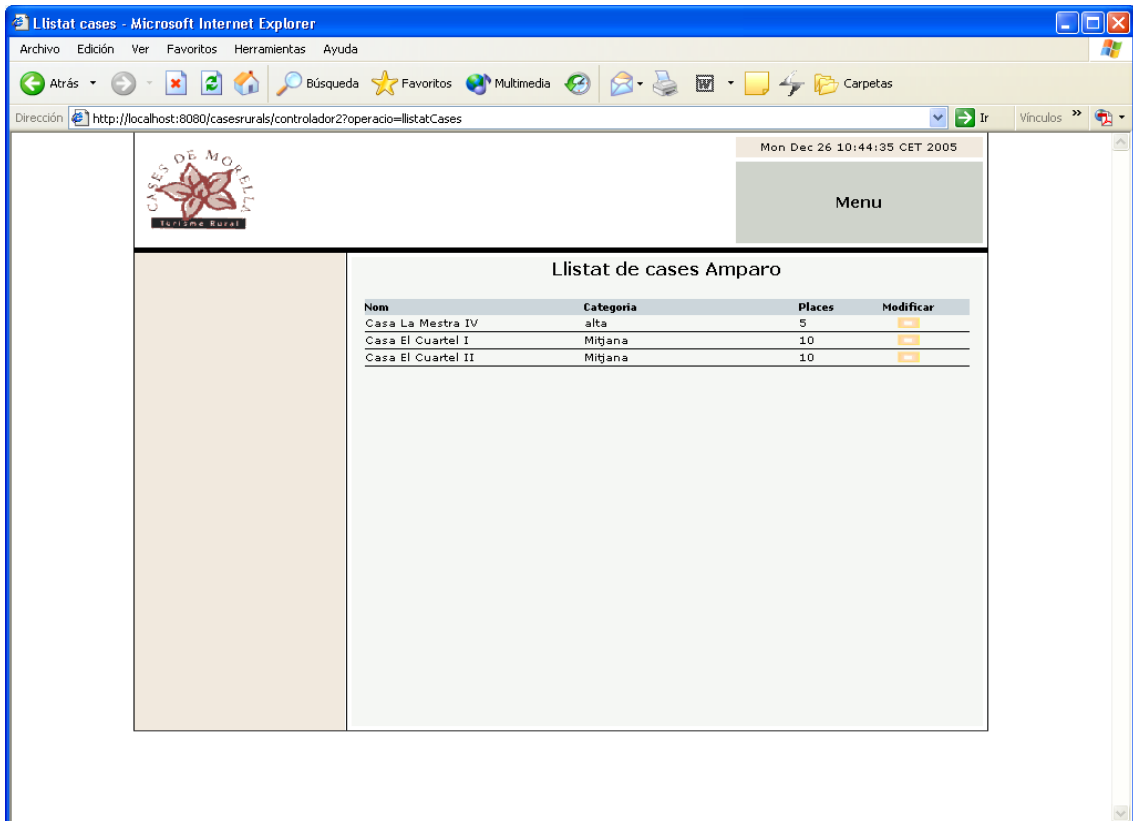 Llistat cases - Microsoft Internet Explorer
Archivo Edición Ver Favoritos Herramientas Ayuda
Atrás Búsqueda Favoritos Multimedia Carpetas
Dirección http://localhost:8080/casesrurals/controlador2?operacio=llistatCases Ir Vínculos »
CASES DE MORELLA
Turisme Rural
Mon Dec 26 10:44:35 CET 2005
Menu
Llistat de cases Amparo
Nom Categoria Places Modificar
Casa La Mestra IV alta 5
Casa El Cuartel I Mitjana 10
Casa El Cuartel II Mitjana 10